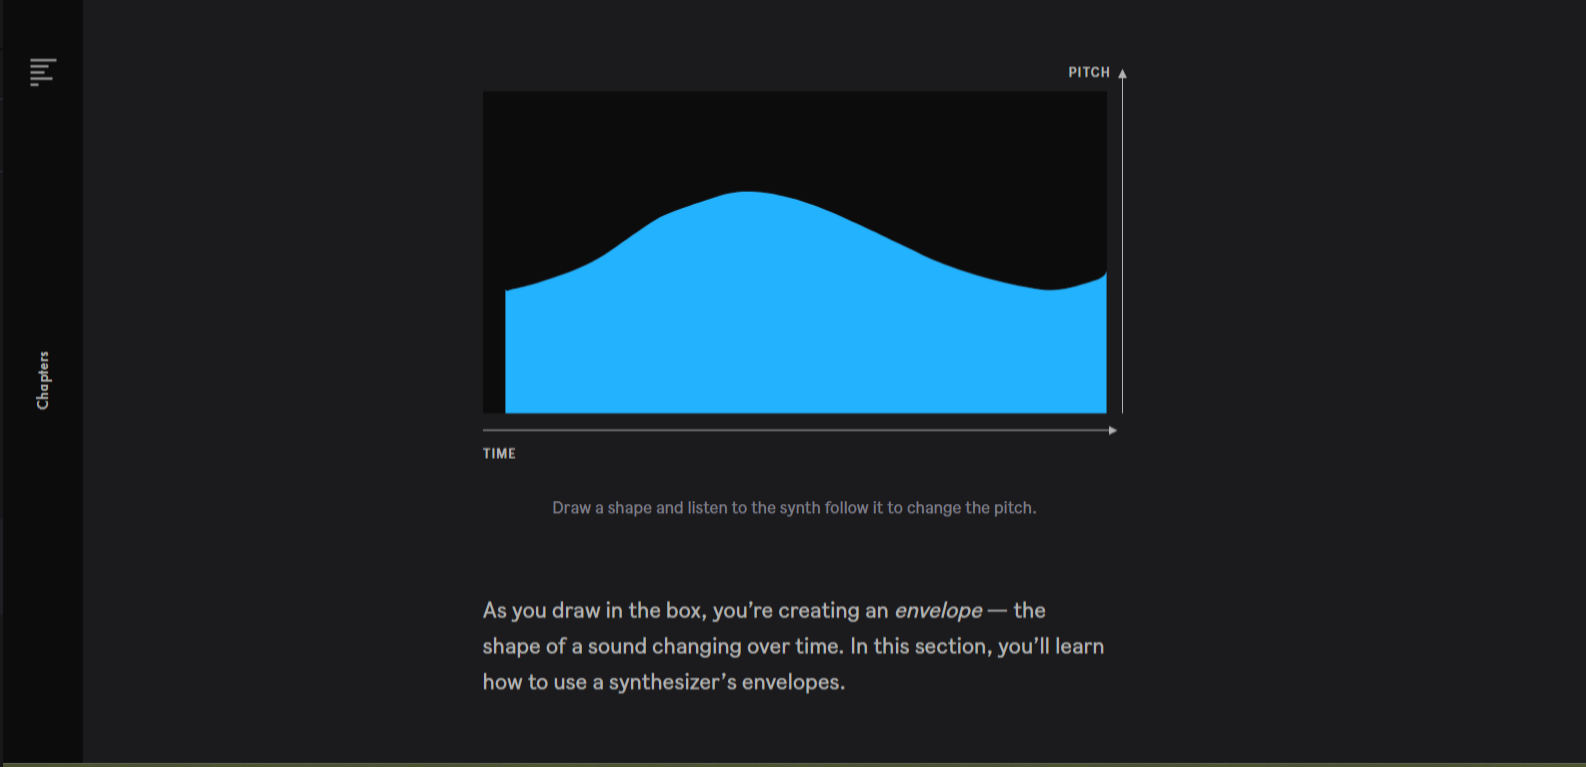 PITCH
Chapters
TIME
Draw a shape and listen to the synth follow it to change the pitch.
As you draw in the box, you’re creating an envelope — the
shape of a sound changing over time. In this section, you’ll learn
how to use a synthesizer’s envelopes.